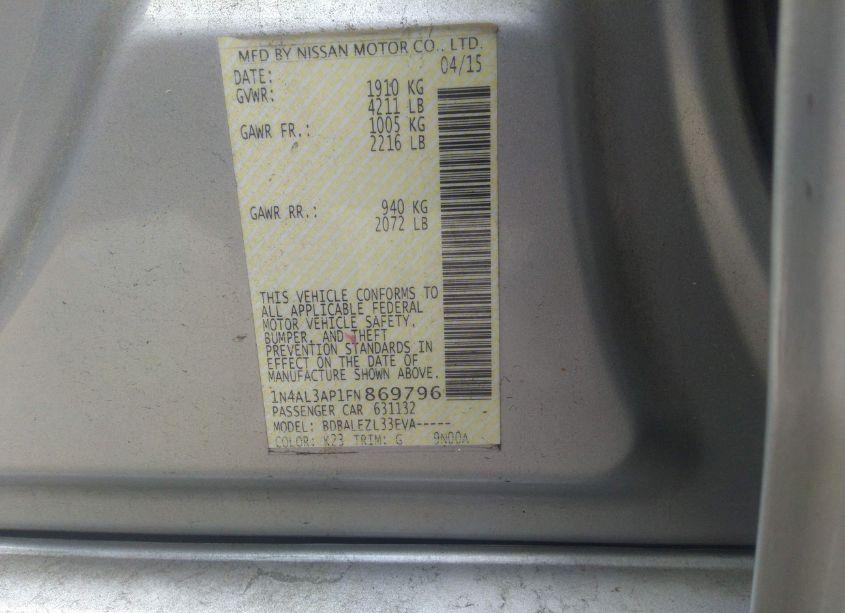 MFD BY NISSAN MOTOR CO., LTD.
DATE: 04/15
GVWR: 1910 KG
4211 LB
GAWR FR.: 1005 KG
2216 LB
GAWR RR.: 940 KG
2072 LB
THIS VEHICLE CONFORMS TO
ALL APPLICABLE FEDERAL
MOTOR VEHICLE SAFETY,
BUMPER, AND THEFT
PREVENTION STANDARDS IN
EFFECT ON THE DATE OF
MANUFACTURE SHOWN ABOVE.
1N4AL3AP1FN869796
PASSENGER CAR 631132
MODEL: BDBALEZL33EVA-----
COLOR: K23 TRIM: G 9N00A